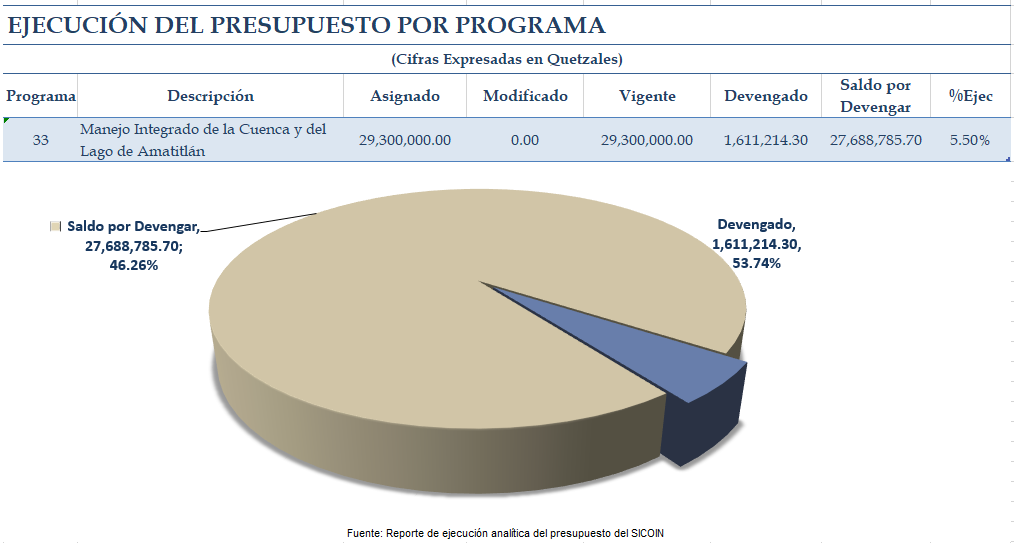 EJECUCIÓN DEL PRESUPUESTO POR PROGRAMA
(Cifras Expresadas en Quetzales)
Programa Descripción Asignado Modificado Vigente Devengado Saldo por Devengar %Ejec
33 Manejo Integrado de la Cuenca y del Lago de Amatitlán 29,300,000.00 0.00 29,300,000.00 1,611,214.30 27,688,785.70 5.50%
Saldo por Devengar,
27,688,785.70;
46.26%
Devengado,
1,611,214.30,
53.74%
Fuente: Reporte de ejecución analítica del presupuesto del SICOIN